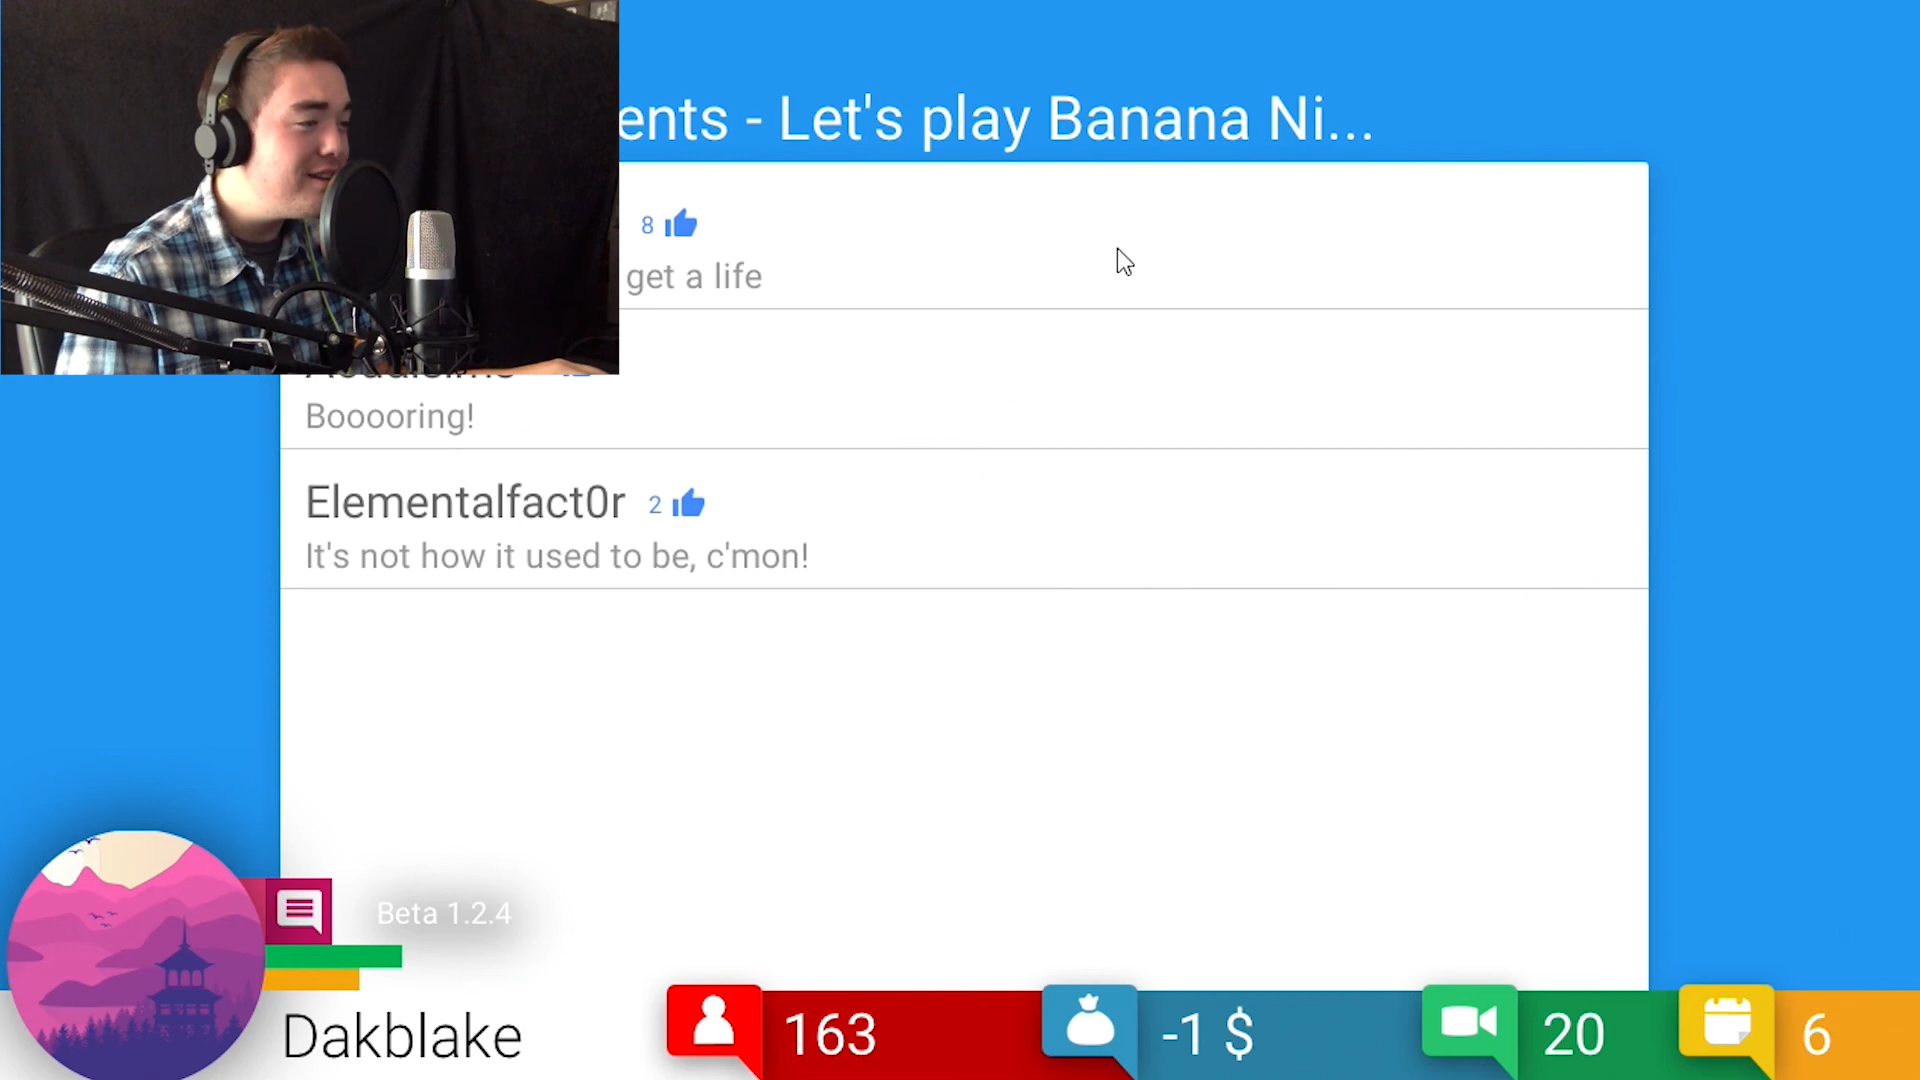 ents - Let's play Banana Ni...
8
get a life
Booooring!
Elementalfact0r 2
It's not how it used to be, c'mon!
Beta 1.2.4
Dakblake
163
-1 $
20
6